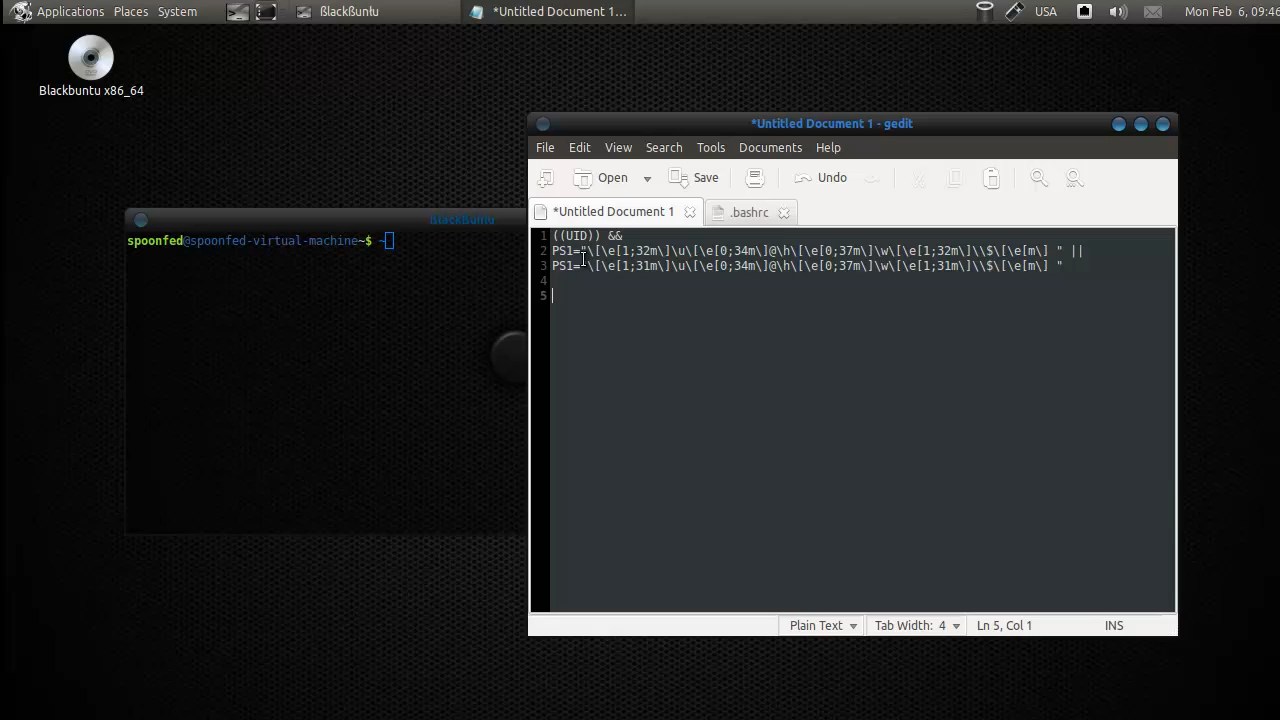 Applications Places System
ßlackßunłu
*Untitled Document 1...
USA
Mon Feb 6, 09:46
Blackbuntu x86_64
*Untitled Document 1 - gedit
File Edit View Search Tools Documents Help
Open Save Undo
*Untitled Document 1 .bashrc
1 ((UID)) &&
2 PS1="\[\e[1;32m\]\u\[\e[0;34m\]@\h\[\e[0;37m\]\w\[\e[1;32m\]\\$\[\e[m\] " ||
3 PS1="\[\e[1;31m\]\u\[\e[0;34m\]@\h\[\e[0;37m\]\w\[\e[1;31m\]\\$\[\e[m\] "
4
5
ßlackßuntu
spoonfed@spoonfed-virtual-machine~$ ~
Plain Text Tab Width: 4 Ln 5, Col 1 INS